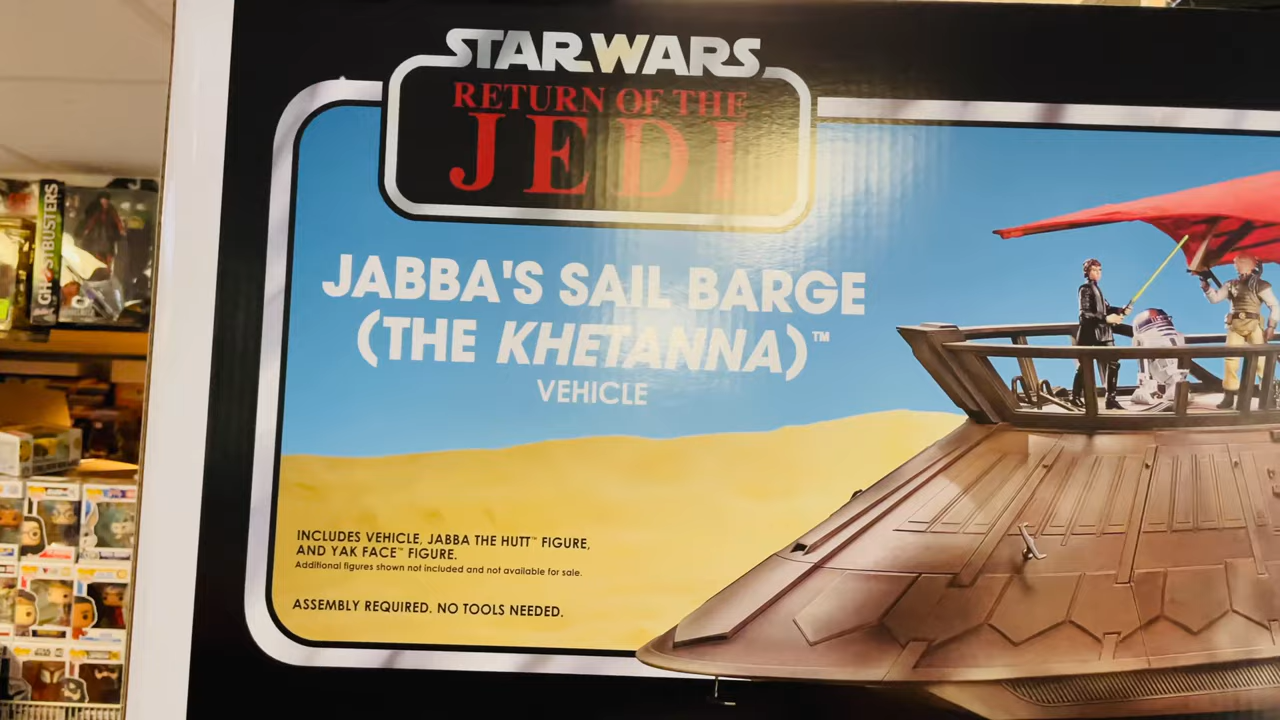 STAR WARS
RETURN OF THE
JEDI
JABBA'S SAIL BARGE
(THE KHETANNA)™
VEHICLE
INCLUDES VEHICLE, JABBA THE HUTT™ FIGURE,
AND YAK FACE™ FIGURE.
Additional figures shown not included and not available for sale.
ASSEMBLY REQUIRED. NO TOOLS NEEDED.
GHOSTBUSTERS